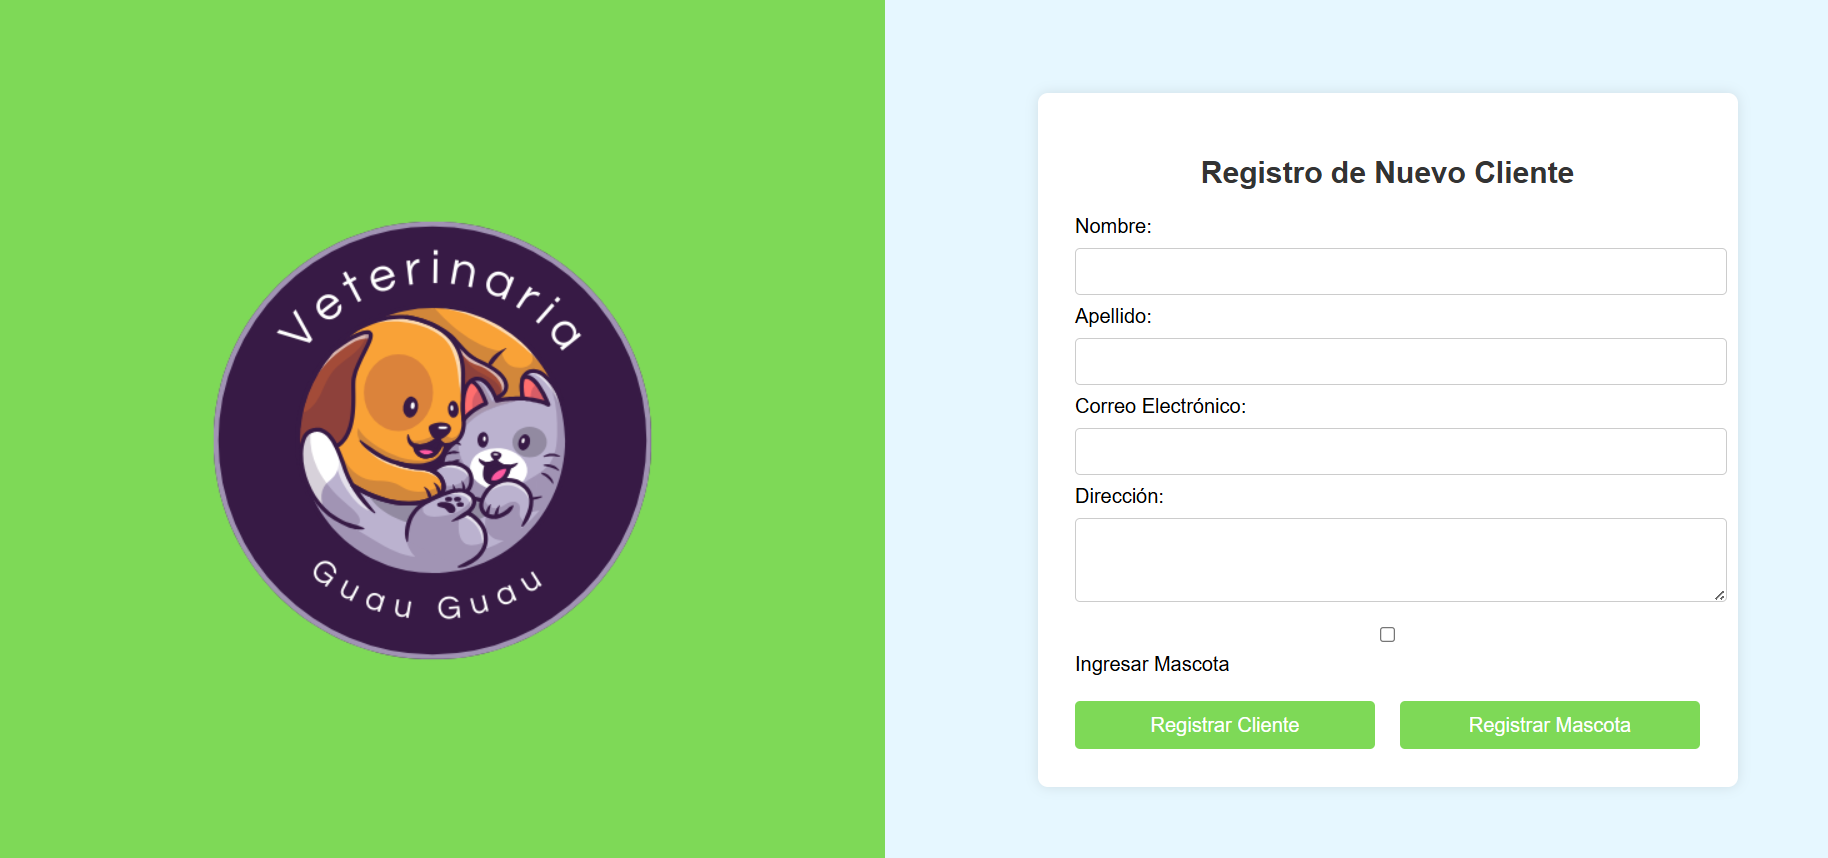 Veterinaria
Guau Guau
Registro de Nuevo Cliente
Nombre:
Apellido:
Correo Electrónico:
Dirección:
Ingresar Mascota
Registrar Cliente
Registrar Mascota